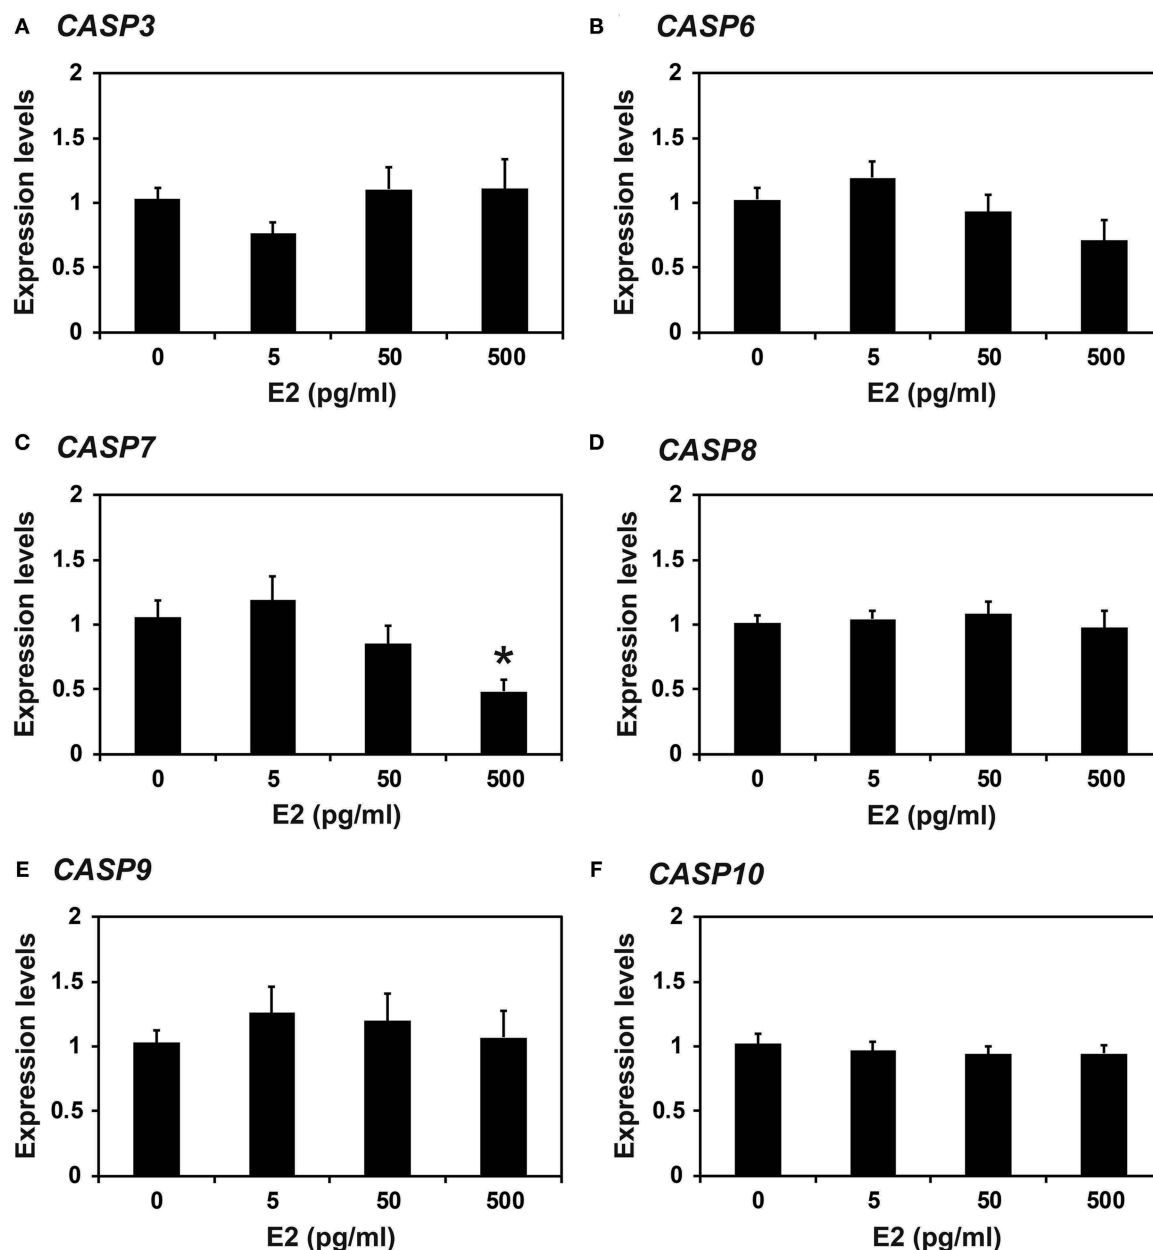 A CASP3
Expression levels
2
1.5
1
0.5
0
0 5 50 500
E2 (pg/ml)
B CASP6
Expression levels
2
1.5
1
0.5
0
0 5 50 500
E2 (pg/ml)
C CASP7
Expression levels
2
1.5
1
0.5
0
*
0 5 50 500
E2 (pg/ml)
D CASP8
Expression levels
2
1.5
1
0.5
0
0 5 50 500
E2 (pg/ml)
E CASP9
Expression levels
2
1.5
1
0.5
0
0 5 50 500
E2 (pg/ml)
F CASP10
Expression levels
2
1.5
1
0.5
0
0 5 50 500
E2 (pg/ml)